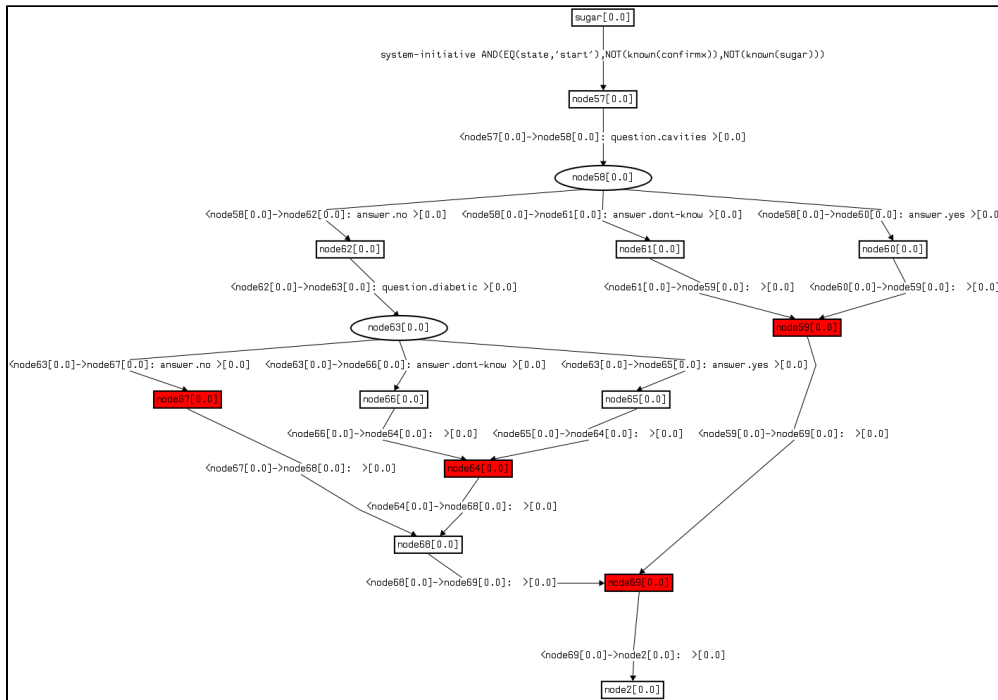 sugar[0.0]
system-initiative AND(EQ(state,'start'),NOT(known(confirmx)),NOT(known(sugar)))
node57[0.0]
<node57[0.0]->node58[0.0]: question.cavities >[0.0]
node58[0.0]
<node58[0.0]->node62[0.0]: answer.no >[0.0] <node58[0.0]->node61[0.0]: answer.dont-know >[0.0] <node58[0.0]->node60[0.0]: answer.yes >[0.0]
node62[0.0] node61[0.0] node60[0.0]
<node62[0.0]->node63[0.0]: question.diabetic >[0.0] <node61[0.0]->node59[0.0]: >[0.0] <node60[0.0]->node59[0.0]: >[0.0]
node63[0.0] node59[0.0]
<node63[0.0]->node67[0.0]: answer.no >[0.0] <node63[0.0]->node66[0.0]: answer.dont-know >[0.0] <node63[0.0]->node65[0.0]: answer.yes >[0.0]
node67[0.0] node66[0.0] node65[0.0]
<node66[0.0]->node64[0.0]: >[0.0] <node65[0.0]->node64[0.0]: >[0.0] <node59[0.0]->node69[0.0]: >[0.0]
<node67[0.0]->node68[0.0]: >[0.0] node64[0.0]
<node64[0.0]->node68[0.0]: >[0.0]
node68[0.0]
<node68[0.0]->node69[0.0]: >[0.0] node69[0.0]
<node69[0.0]->node2[0.0]: >[0.0]
node2[0.0]